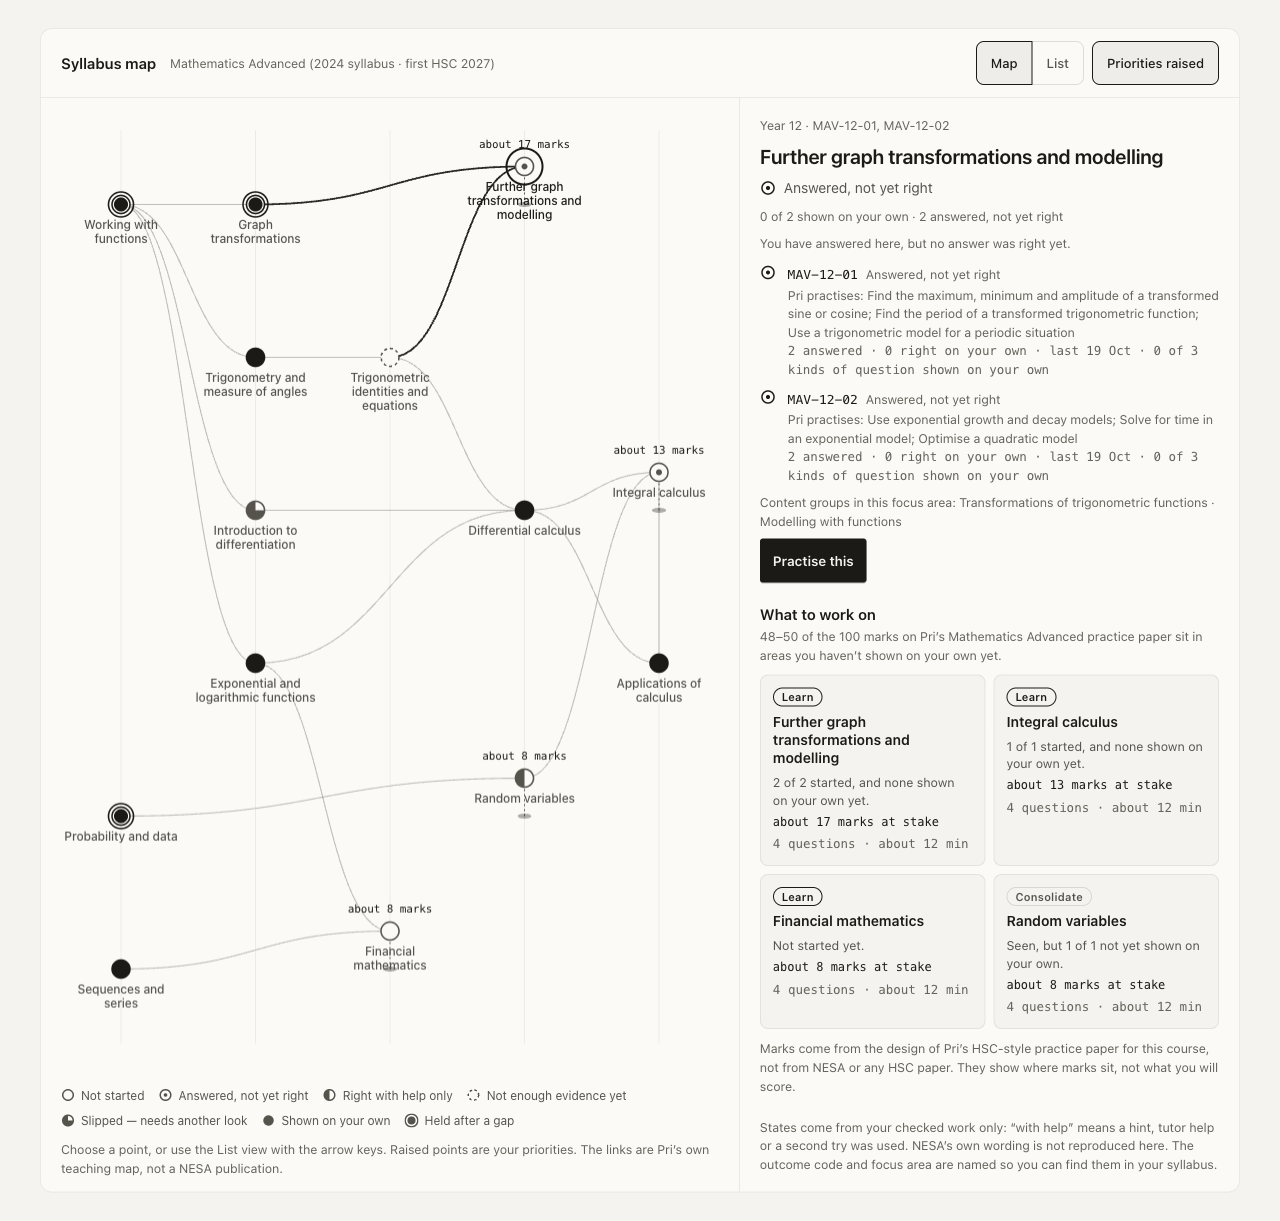 Syllabus map
Mathematics Advanced (2024 syllabus · first HSC 2027)
Map
List
Priorities raised
about 17 marks
Further graph
transformations and
modelling
Working with
functions
Graph
transformations
Trigonometry and
measure of angles
Trigonometric
identities and
equations
about 13 marks
Integral calculus
Introduction to
differentiation
Differential calculus
Exponential and
logarithmic functions
Applications of
calculus
about 8 marks
Random variables
Probability and data
about 8 marks
Financial
mathematics
Sequences and
series
Not started
Answered, not yet right
Right with help only
Not enough evidence yet
Slipped — needs another look
Shown on your own
Held after a gap
Choose a point, or use the List view with the arrow keys. Raised points are your priorities. The links are Pri’s own
teaching map, not a NESA publication.
Year 12 · MAV-12-01, MAV-12-02
Further graph transformations and modelling
Answered, not yet right
0 of 2 shown on your own · 2 answered, not yet right
You have answered here, but no answer was right yet.
MAV-12-01 Answered, not yet right
Pri practises: Find the maximum, minimum and amplitude of a transformed
sine or cosine; Find the period of a transformed trigonometric function;
Use a trigonometric model for a periodic situation
2 answered · 0 right on your own · last 19 Oct · 0 of 3
kinds of question shown on your own
MAV-12-02 Answered, not yet right
Pri practises: Use exponential growth and decay models; Solve for time in
an exponential model; Optimise a quadratic model
2 answered · 0 right on your own · last 19 Oct · 0 of 3
kinds of question shown on your own
Content groups in this focus area: Transformations of trigonometric functions ·
Modelling with functions
Practise this
What to work on
48–50 of the 100 marks on Pri’s Mathematics Advanced practice paper sit in
areas you haven’t shown on your own yet.
Learn
Further graph
transformations and
modelling
2 of 2 started, and none shown
on your own yet.
about 17 marks at stake
4 questions · about 12 min
Learn
Integral calculus
1 of 1 started, and none shown on
your own yet.
about 13 marks at stake
4 questions · about 12 min
Learn
Financial mathematics
Not started yet.
about 8 marks at stake
4 questions · about 12 min
Consolidate
Random variables
Seen, but 1 of 1 not yet shown on
your own.
about 8 marks at stake
4 questions · about 12 min
Marks come from the design of Pri’s HSC-style practice paper for this course,
not from NESA or any HSC paper. They show where marks sit, not what you will
score.
States come from your checked work only: “with help” means a hint, tutor help
or a second try was used. NESA’s own wording is not reproduced here. The
outcome code and focus area are named so you can find them in your syllabus.